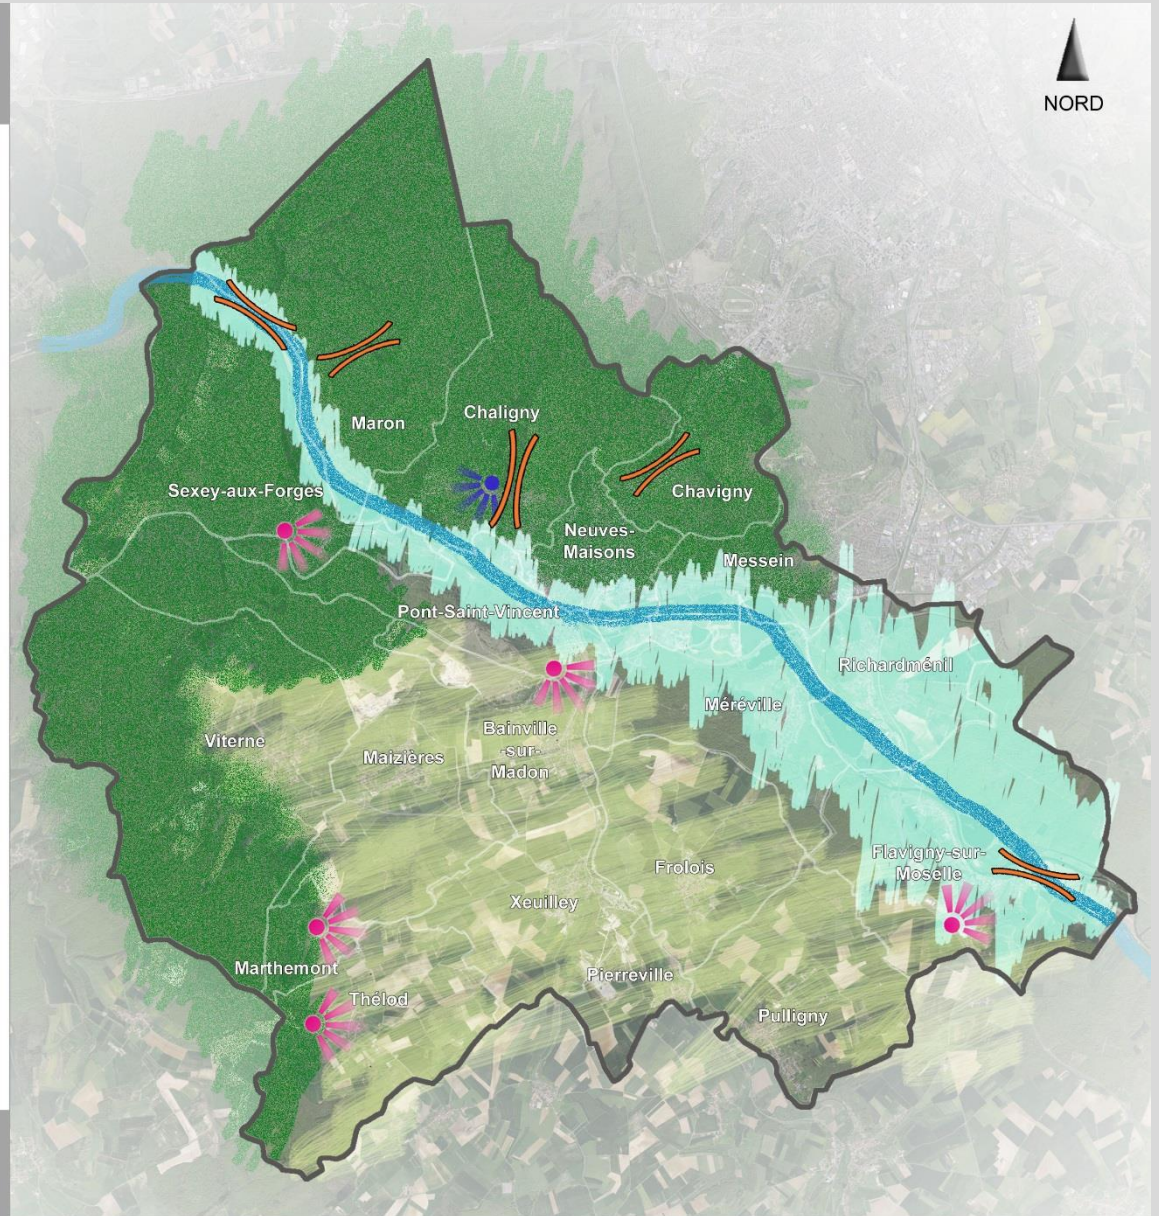 NORD
Chaligny
Maron
Sexey-aux-Forges
Chavigny
Neuves-
Maisons
Messein
Pont-Saint-Vincent
Richardménil
Méréville
Bainville
-sur-
Madon
Viterne
Maizières
Flavigny-sur-
Moselle
Frolois
Xeuilley
Marthemont
Pierreville
Thélod
Pulligny